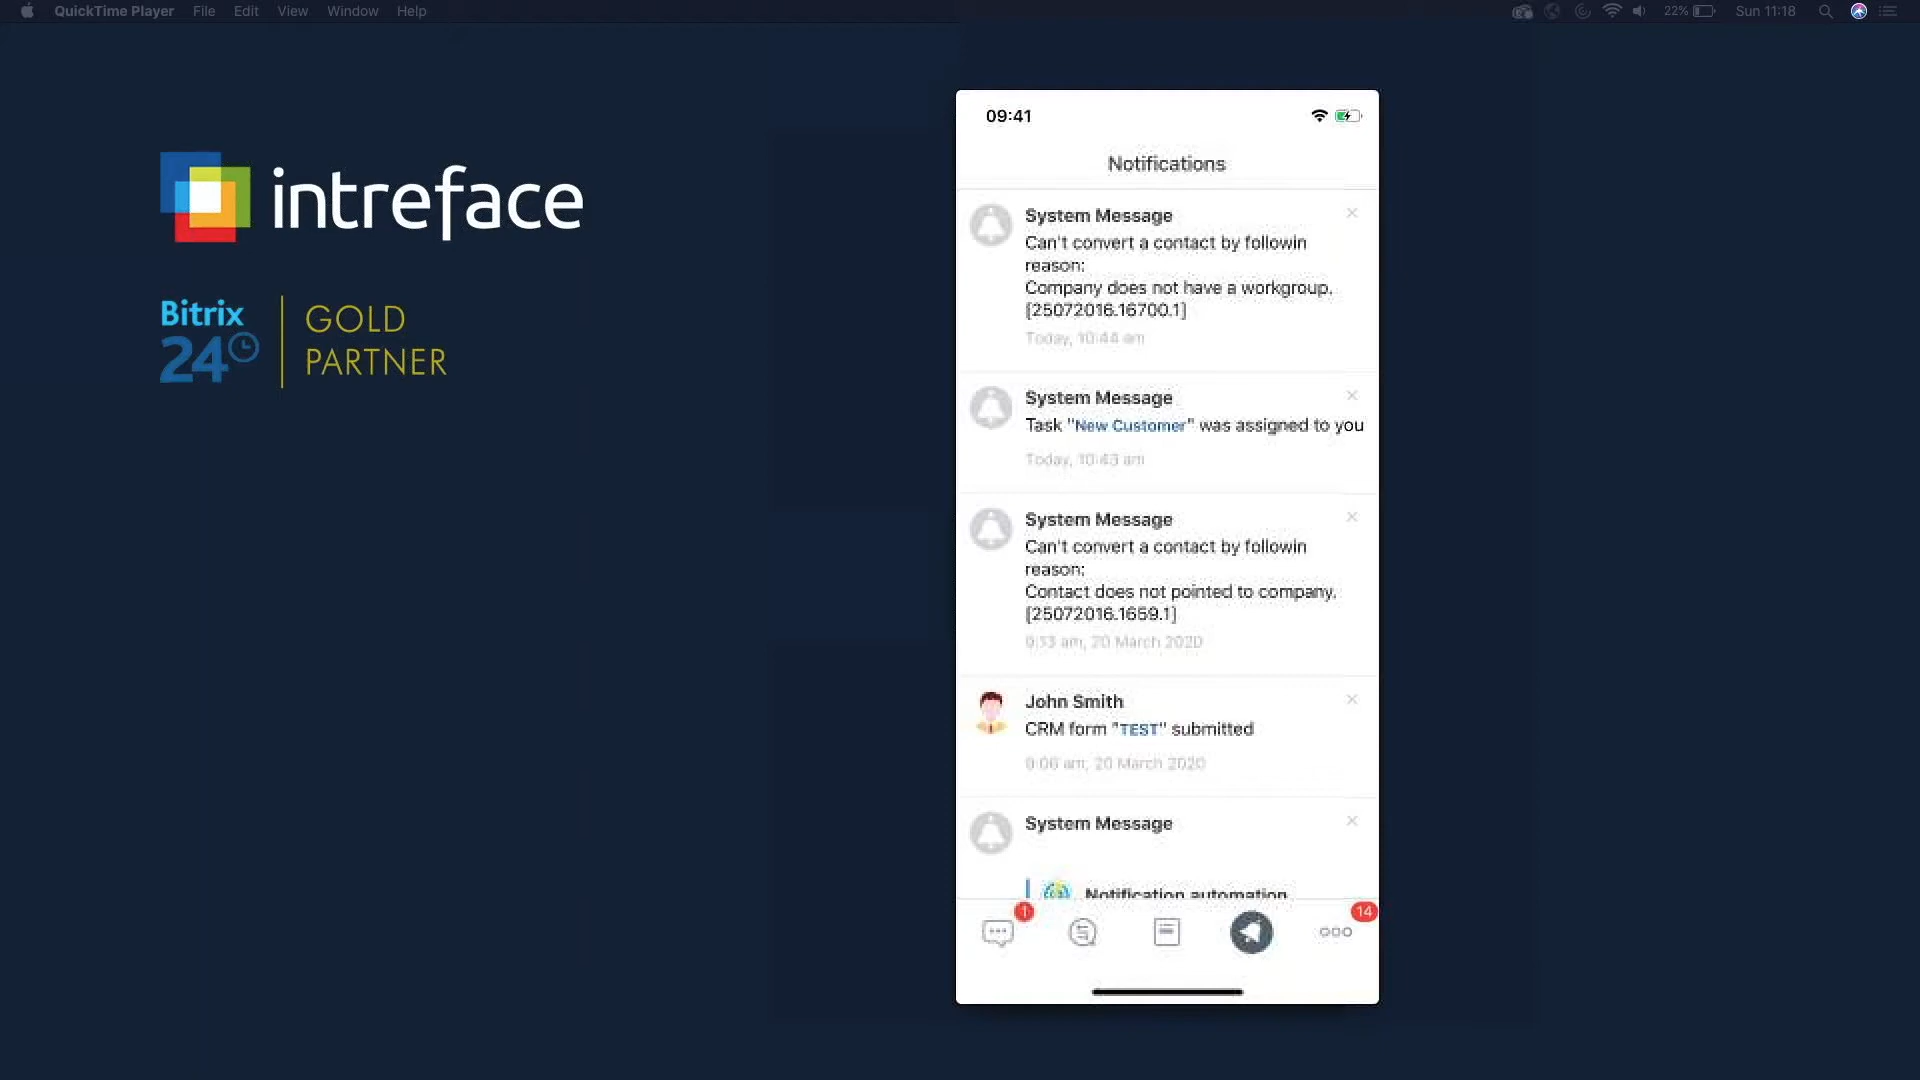 QuickTime Player File Edit View Window Help
22% Sun 11:18
intreface
Bitrix
24
GOLD
PARTNER
09:41
Notifications
System Message
Can't convert a contact by followin
reason:
Company does not have a workgroup.
[25072016.16700.1]
Today, 10:44 am
System Message
Task "New Customer" was assigned to you
Today, 10:43 am
System Message
Can't convert a contact by followin
reason:
Contact does not pointed to company.
[25072016.1659.1]
am, 20 March 2020
John Smith
CRM form "TEST" submitted
9:06 am, 20 March 2020
System Message
Notification automation
1
14